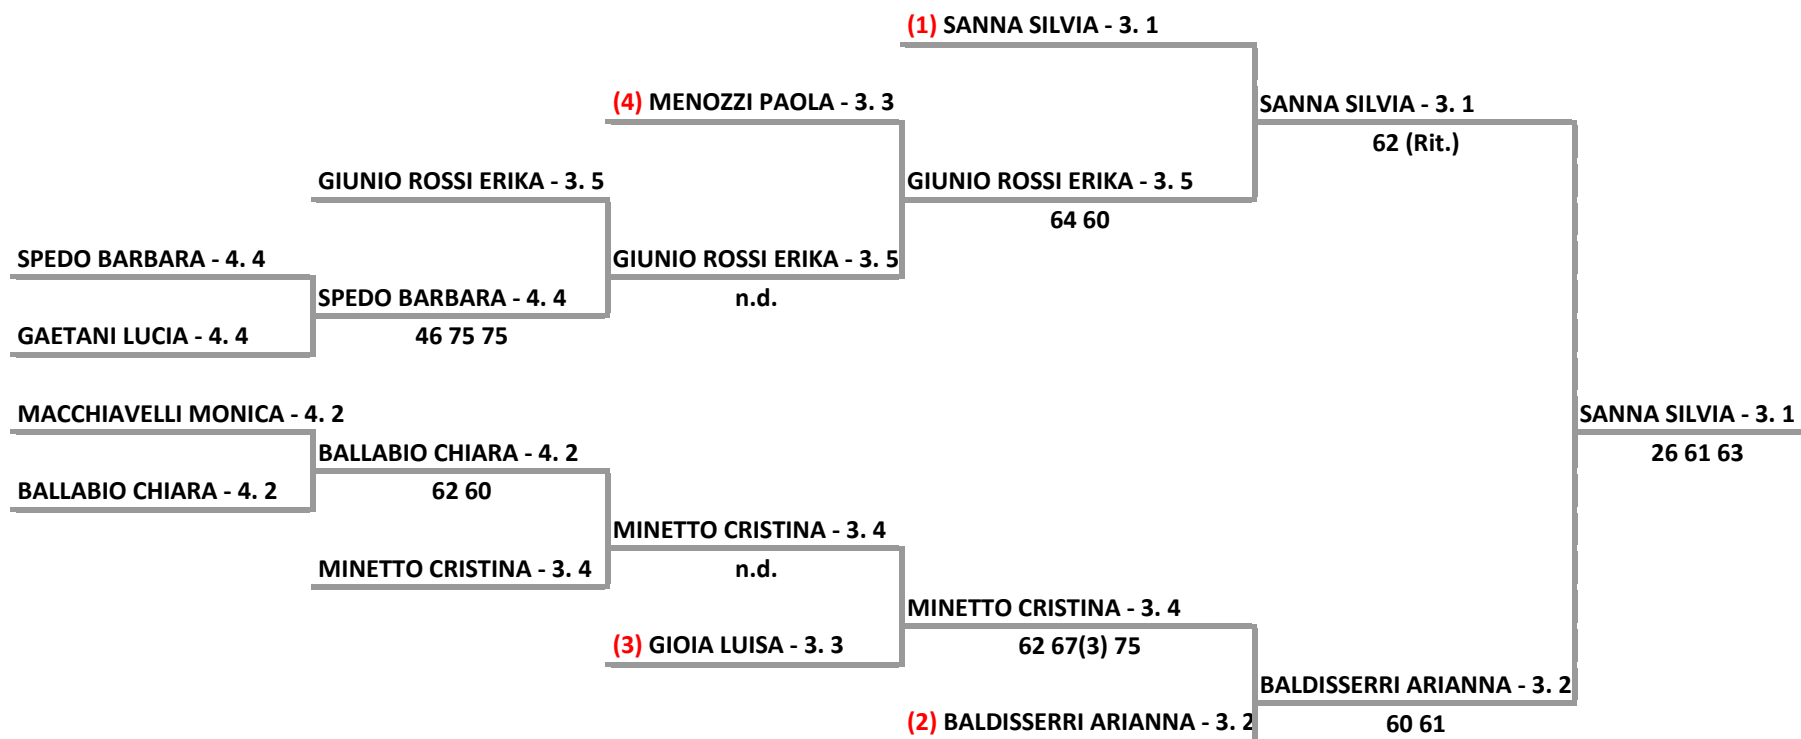 (1) SANNA SILVIA - 3. 1
(4) MENOZZI PAOLA - 3. 3
SANNA SILVIA - 3. 1
62 (Rit.)
GIUNIO ROSSI ERIKA - 3. 5
GIUNIO ROSSI ERIKA - 3. 5
64 60
SPEDO BARBARA - 4. 4
GIUNIO ROSSI ERIKA - 3. 5
SPEDO BARBARA - 4. 4
n.d.
GAETANI LUCIA - 4. 4
46 75 75
MACCHIAVELLI MONICA - 4. 2
SANNA SILVIA - 3. 1
BALLABIO CHIARA - 4. 2
26 61 63
BALLABIO CHIARA - 4. 2
62 60
MINETTO CRISTINA - 3. 4
MINETTO CRISTINA - 3. 4
n.d.
MINETTO CRISTINA - 3. 4
(3) GIOIA LUISA - 3. 3
62 67(3) 75
BALDISSERRI ARIANNA - 3. 2
(2) BALDISSERRI ARIANNA - 3. 2
60 61